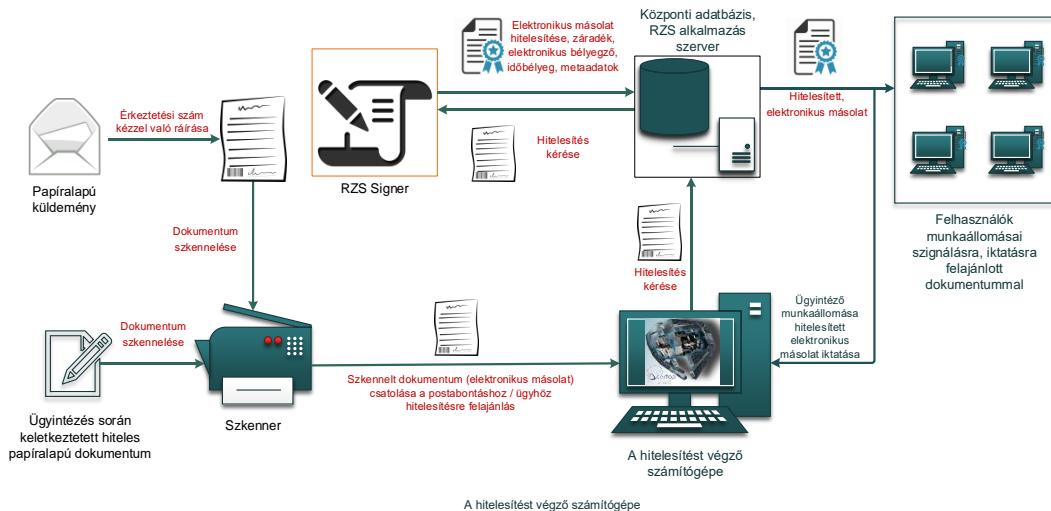 Elektronikus másolat
hitelesítése, záradék,
elektronikus bélyegző,
időbélyeg, metaadatok
Központi adatbázis,
RZS alkalmazás
szerver
Érkeztetési szám
kézzel való ráírása
Hitelesítés
kérése
Hitelesített,
elektronikus másolat
Papíralapú
küldemény
RZS Signer
Felhasználók
munkaállomásai
szignálásra, iktatásra
felajánlott
dokumentummal
Dokumentum
szkennelése
Hitelesítés
kérése
Dokumentum
szkennelése
Ügyintéző
munkaállomása
hitelesített
elektronikus
másolat iktatása
Szkennelt dokumentum (elektronikus másolat)
csatolása a postabontáshoz / ügyhöz
hitelesítésre felajánlás
Ügyintézés során
keletkeztetett hiteles
papíralapú dokumentum
Szkenner
A hitelesítést végző
számítógépe
A hitelesítést végző számítógépe